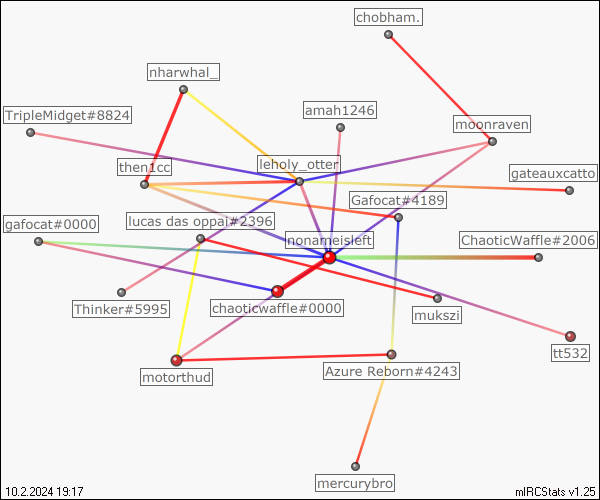 chobham.
nharwhal_
TripleMidget#8824
amah1246
moonraven
then1cc
leholy_otter
gateauxcatto
Gafocat#4189
gafocat#0000
lucas das oppai#2396
nonameisleft
ChaoticWaffle#2006
Thinker#5995
chaoticwaffle#0000
mukszi
tt532
motorthud
Azure Reborn#4243
mercurybro
10.2.2024 19:17
mIRCStats v1.25